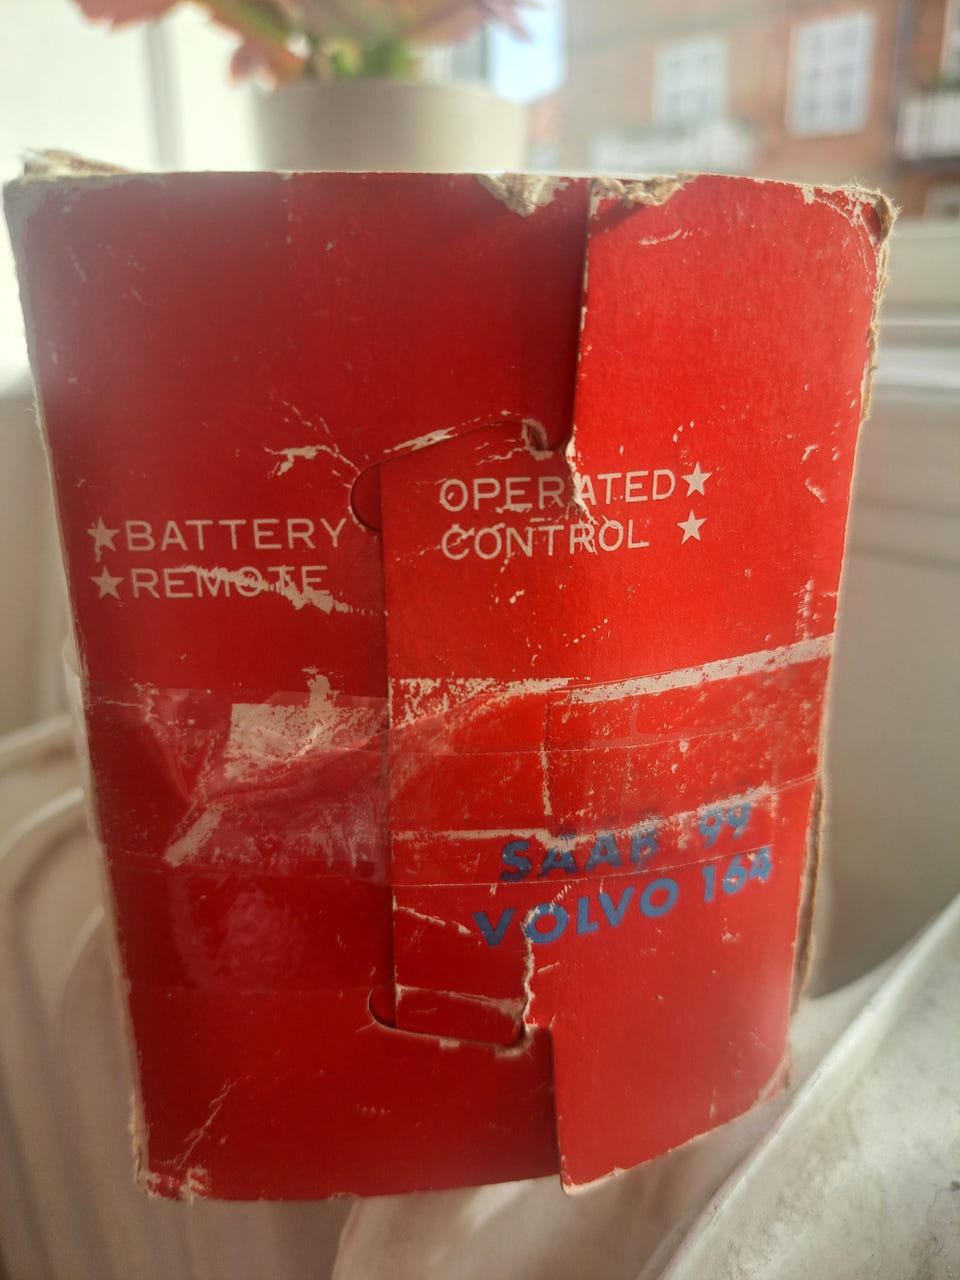 ★BATTERY OPERATED★
★REMOTE CONTROL ★
SAAB 99
VOLVO 164